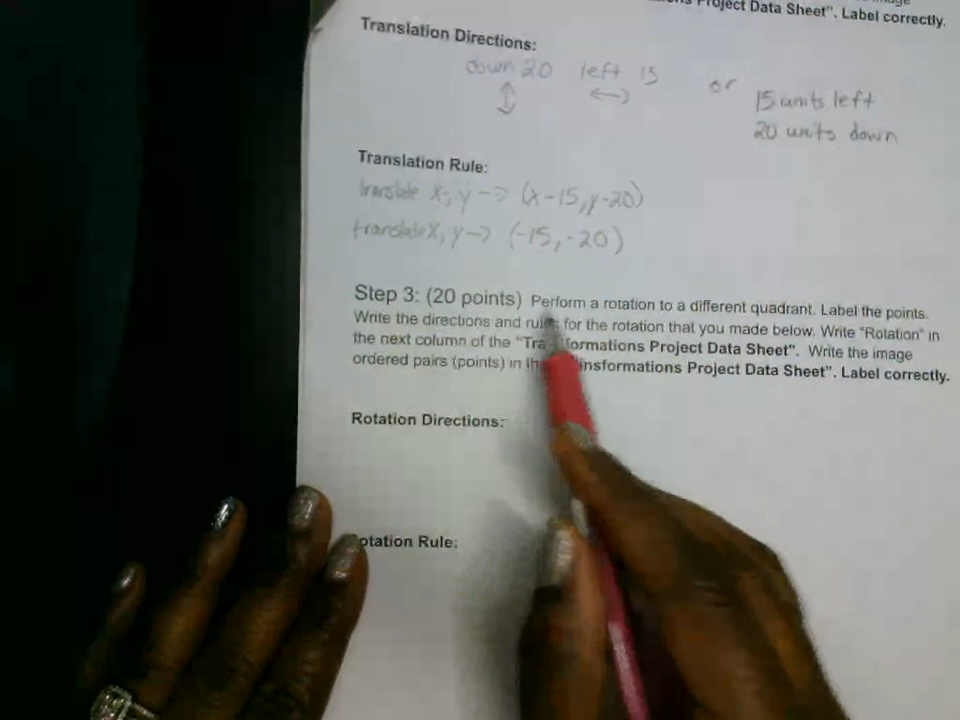 ons Project Data Sheet". Label correctly.
Translation Directions:
down 20 left 15 or 15 units left
20 units down
Translation Rule:
translate x, y -> (x-15, y-20)
translate x, y -> (-15, -20)
Step 3: (20 points) Perform a rotation to a different quadrant. Label the points.
Write the directions and rules for the rotation that you made below. Write "Rotation" in
the next column of the "Transformations Project Data Sheet". Write the image
ordered pairs (points) in nsformations Project Data Sheet". Label correctly.
Rotation Directions:
otation Rule: